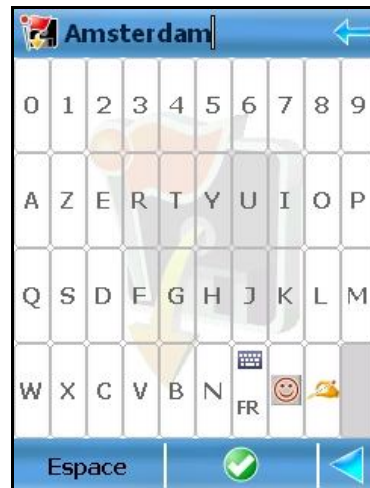 Amsterdam
0 1 2 3 4 5 6 7 8 9
A Z E R T Y U I O P
Q S D F G H J K L M
W X C V B N FR
Espace